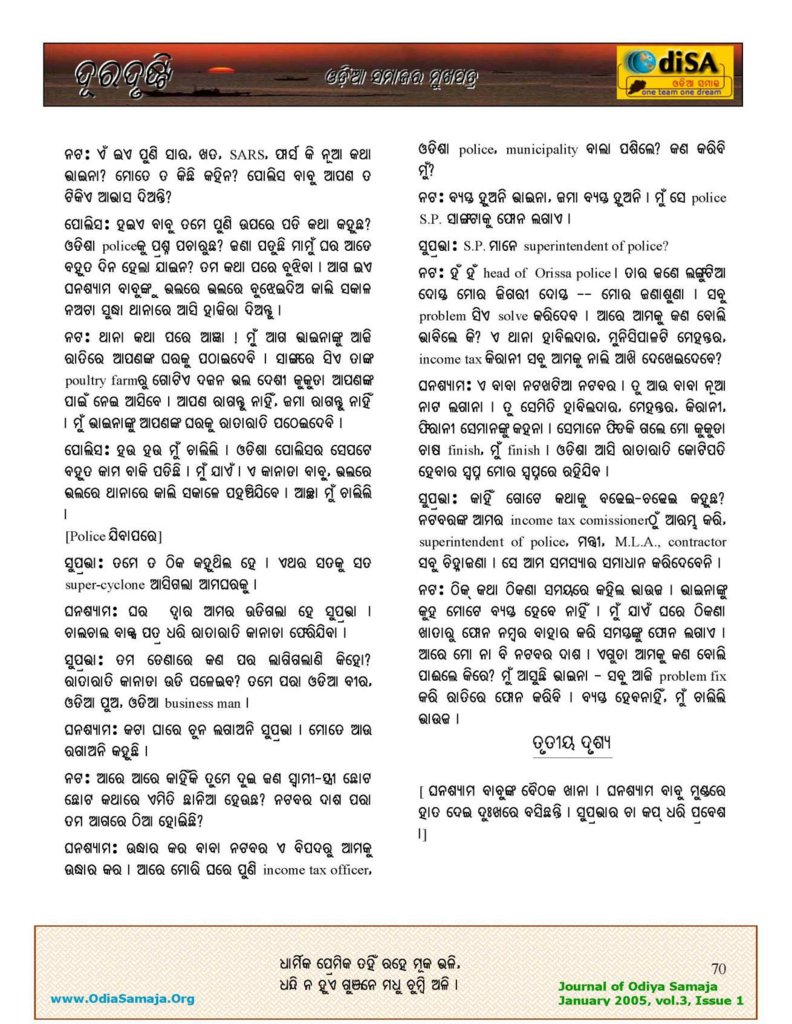 ଦୂରଦୃଷ୍ଟି
ଓଡ଼ିଆ ସମାଜର ମୁଖପତ୍ର
OdiSA
ଓଡିଆ ସମାଜ
one team one dream
ନଟ: ଏଁ ଇଏ ପୁଣି ସାର, ଖତ, SARS, ଫାର୍ସ କି ନୂଆ କଥା
ଭାଇନା? ମୋତେ ତ କିଛି କହିନ? ପୋଲିସ ବାବୁ ଆପଣ ତ
ଟିକିଏ ଆଭାସ ଦିଅନ୍ତି?
ପୋଲିସ: ହଇଏ ବାବୁ ତମେ ପୁଣି ଉପରେ ପଡି କଥା କହୁଛ?
ଓଡିଶା policeକୁ ପ୍ରଶ୍ନ ପଚାରୁଛ? ଜଣା ପଡୁଛି ମାମୁଁ ଘର ଆଡେ
ବହୁତ ଦିନ ହେଲା ଯାଇନ? ତମ କଥା ପରେ ବୁଝିବା । ଆଗ ଇଏ
ଘନଶ୍ୟାମ ବାବୁଙ୍କୁ ଭଲରେ ଭଲରେ ବୁଝେଇଦିଅ କାଲି ସକାଳ
ନଅଟା ସୁଦ୍ଧା ଥାନାରେ ଆସି ହାଜିରା ଦିଅନ୍ତୁ ।
ନଟ: ଥାନା କଥା ପରେ ଆଜ୍ଞା ! ମୁଁ ଆଗ ଭାଇନାଙ୍କୁ ଆଜି
ରାତିରେ ଆପଣଙ୍କ ଘରକୁ ପଠାଇଦେବି । ସାଙ୍ଗରେ ସିଏ ତାଙ୍କ
poultry farmରୁ ଗୋଟିଏ ଦଜନ ଭଲ ଦେଶୀ କୁକୁଡା ଆପଣଙ୍କ
ପାଇଁ ନେଇ ଆସିବେ । ଆପଣ ରାଗନ୍ତୁ ନାହିଁ, ଜମା ରାଗନ୍ତୁ ନାହିଁ
। ମୁଁ ଭାଇନାଙ୍କୁ ଆପଣଙ୍କ ଘରକୁ ରାତାରାତି ପଠେଇଦେବି ।
ପୋଲିସ: ହଉ ହଉ ମୁଁ ଚାଲିଲି । ଓଡିଶା ପୋଲିସର ସେପଟେ
ବହୁତ କାମ ବାକି ପଡିଛି । ମୁଁ ଯାଏଁ । ଏ କାନାଡା ବାବୁ, ଭଲରେ
ଭଲରେ ଥାନାରେ କାଲି ସକାଳେ ପହଞ୍ଚିଯିବେ । ଆଚ୍ଛା ମୁଁ ଚାଲିଲି
।
[Police ଯିବାପରେ]
ସୁପ୍ରଭା: ତମେ ତ ଠିକ କହୁଥିଲ ହେ । ଏଥର ସତକୁ ସତ
super-cyclone ଆସିଗଲା ଆମଘରକୁ ।
ଘନଶ୍ୟାମ: ଘର ଦ୍ବାର ଆମର ଉଡିଗଲା ହେ ସୁପ୍ରଭା ।
ଚାଲଚାଲ ବାକ୍ସ ପତ୍ର ଧରି ରାତାରାତି କାନାଡା ଫେରିଯିବା ।
ସୁପ୍ରଭା: ତମ ଡେଣାରେ କଣ ପର ଲାଗିଗଲାଣି କିହୋ?
ରାତାରାତି କାନାଡା ଉଡି ପଳେଇବ? ତମେ ପରା ଓଡିଆ ବୀର,
ଓଡିଆ ପୁଅ, ଓଡିଆ business man ।
ଘନଶ୍ୟାମ: କଟା ଘାରେ ଚୁନ ଲଗାଅନି ସୁପ୍ରଭା । ମୋତେ ଆଉ
ରଗାଅନି କହୁଛି ।
ନଟ: ଆରେ ଆରେ କାହିଁକି ତୁମେ ଦୁଇ ଜଣ ସ୍ୱାମୀ-ସ୍ତ୍ରୀ ଛୋଟ
ଛୋଟ କଥାରେ ଏମିତି ଛାନିଆ ହେଉଛ? ନଟବର ଦାଶ ପରା
ତମ ଆଗରେ ଠିଆ ହୋଇଛି?
ଘନଶ୍ୟାମ: ଉଦ୍ଧାର କର ବାବା ନଟବର ଏ ବିପଦରୁ ଆମକୁ
ଉଦ୍ଧାର କର । ଆରେ ମୋରି ଘରେ ପୁଣି income tax officer,
ଓଡିଶା police, municipality ବାଲା ପଶିଲେ? କଣ କରିବି
ମୁଁ?
ନଟ: ବ୍ୟସ୍ତ ହୁଅନି ଭାଇନା, ଜମା ବ୍ୟସ୍ତ ହୁଅନି । ମୁଁ ସେ police
S.P. ସାଙ୍ଗଟାକୁ ଫୋନ ଲଗାଏ ।
ସୁପ୍ରଭା: S.P. ମାନେ superintendent of police?
ନଟ: ହଁ ହଁ head of Orissa police । ତାର ଜଣେ ଲଙ୍ଗୁଟିଆ
ଦୋସ୍ତ ମୋର ଜିଗରୀ ଦୋସ୍ତ -- ମୋର ଜଣାଶୁଣା । ସବୁ
problem ସିଏ solve କରିଦେବ । ଆରେ ଆମକୁ କଣ ବୋଲି
ଭାବିଲେ କି? ଏ ଥାନା ହାବିଲଦାର, ମୁନିସିପାଳଟି ମେହନ୍ତର,
income tax କିରାନୀ ସବୁ ଆମକୁ ନାଲି ଆଖି ଦେଖେଇଦେବେ?
ଘନଶ୍ୟାମ: ଏ ବାବା ନଟଖଟିଆ ନଟବର । ତୁ ଆଉ ବାବା ନୂଆ
ନାଟ ଲଗାନା । ତୁ ସେମିତି ହାବିଲଦାର, ମେହନ୍ତର, କିରାନୀ,
ଫିରାନୀ ସେମାନଙ୍କୁ କହନା । ସେମାନେ ଚିଡିକି ଗଲେ ମୋ କୁକୁଡା
ଚାଷ finish, ମୁଁ finish । ଓଡିଶା ଆସି ରାତାରାତି କୋଟିପତି
ହେବାର ସ୍ୱପ୍ନ ମୋର ସ୍ୱପ୍ନରେ ରହିଯିବ ।
ସୁପ୍ରଭା: କାହିଁ ଗୋଟେ କଥାକୁ ବଢେଇ-ଚଢେଇ କହୁଛ?
ନଟବରଙ୍କ ଆମର income tax comissionerଠୁଁ ଆରମ୍ଭ କରି,
superintendent of police, ମନ୍ତ୍ରୀ, M.L.A., contractor
ସବୁ ଚିହ୍ନାଜଣା । ସେ ଆମ ସମସ୍ୟାର ସମାଧାନ କରିଦେବେନି ।
ନଟ: ଠିକ୍ କଥା ଠିକଣା ସମୟରେ କହିଲ ଭାଉଜ । ଭାଇନାଙ୍କୁ
କୁହ ମୋଟେ ବ୍ୟସ୍ତ ହେବେ ନାହିଁ । ମୁଁ ଯାଏଁ ଘରେ ଠିକଣା
ଖାତାରୁ ଫୋନ ନମ୍ବର ବାହାର କରି ସମସ୍ତଙ୍କୁ ଫୋନ ଲଗାଏ ।
ଆରେ ମୋ ନା ବି ନଟବର ଦାଶ । ଏଗୁଡା ଆମକୁ କଣ ବୋଲି
ପାଇଲେ କିରେ? ମୁଁ ଆସୁଛି ଭାଇନା – ସବୁ ଆଜି problem fix
କରି ରାତିରେ ଫୋନ କରିବି । ବ୍ୟସ୍ତ ହେବନାହିଁ, ମୁଁ ଚାଲିଲି
ଭାଉଜ ।
ତୃତୀୟ ଦୃଶ୍ୟ
[ ଘନଶ୍ୟାମ ବାବୁଙ୍କ ବୈଠକ ଖାନା । ଘନଶ୍ୟାମ ବାବୁ ମୁଣ୍ଡରେ
ହାତ ଦେଇ ଦୁଃଖରେ ବସିଛନ୍ତି । ସୁପ୍ରଭାର ଚା କପ୍ ଧରି ପ୍ରବେଶ
।]
ଧାର୍ମିକ ପ୍ରେମିକ ତହିଁ ରହେ ମୂକ ଭଳି,
ଧନ୍ଦି ନ ହୁଏ ଗୁଞ୍ଜନେ ମଧୁ ଚୁମ୍ବି ଅଳି ।
70
www.OdiaSamaja.Org
Journal of Odiya Samaja
January 2005, vol.3, Issue 1